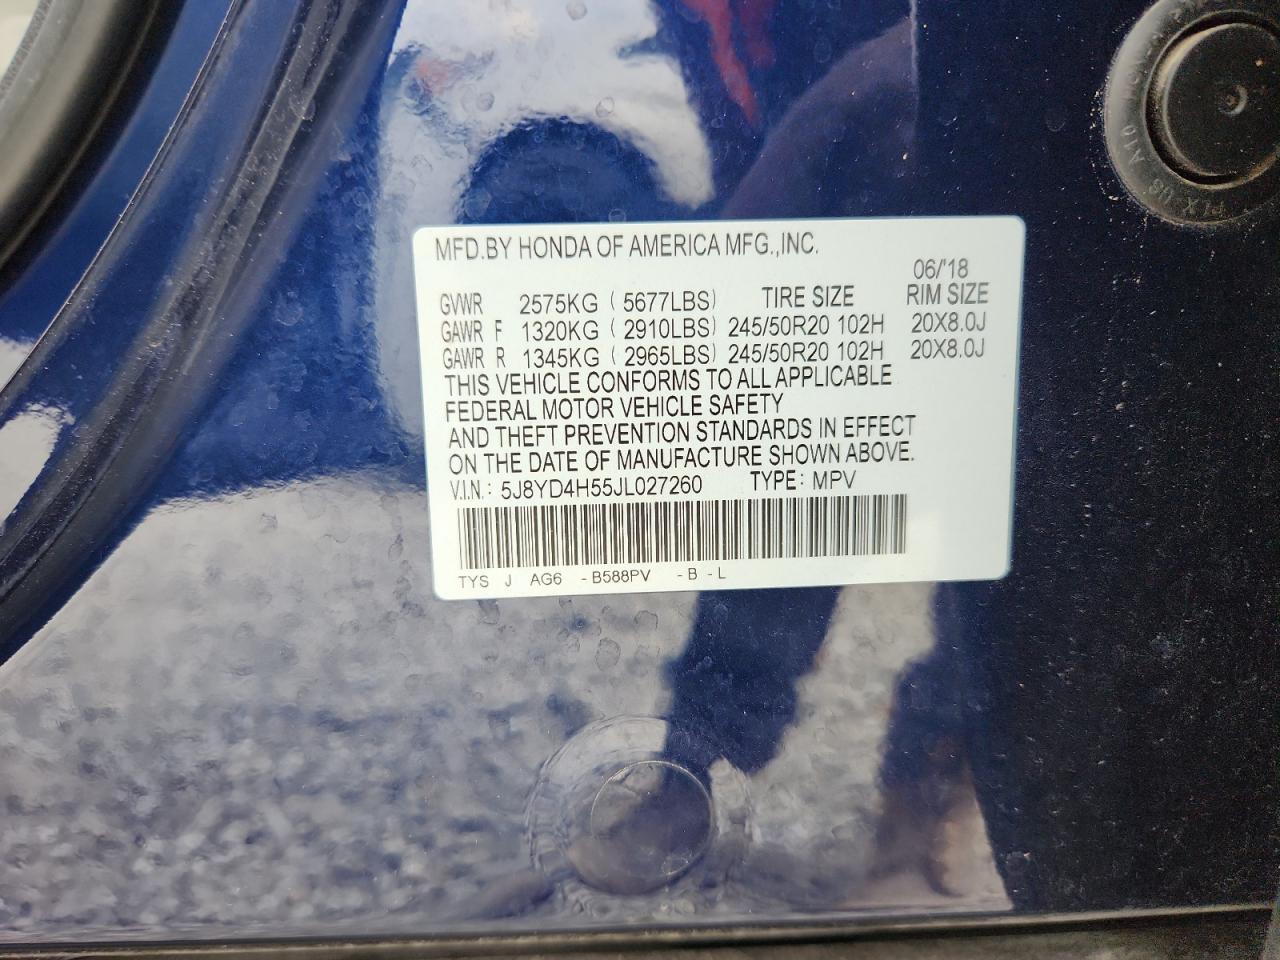 MFD.BY HONDA OF AMERICA MFG.,INC.
06/'18
GVWR 2575KG ( 5677LBS) TIRE SIZE RIM SIZE
GAWR F 1320KG ( 2910LBS) 245/50R20 102H 20X8.0J
GAWR R 1345KG ( 2965LBS) 245/50R20 102H 20X8.0J
THIS VEHICLE CONFORMS TO ALL APPLICABLE
FEDERAL MOTOR VEHICLE SAFETY
AND THEFT PREVENTION STANDARDS IN EFFECT
ON THE DATE OF MANUFACTURE SHOWN ABOVE.
V.I.N.: 5J8YD4H55JL027260 TYPE: MPV
TYS J AG6 -B588PV -B -L